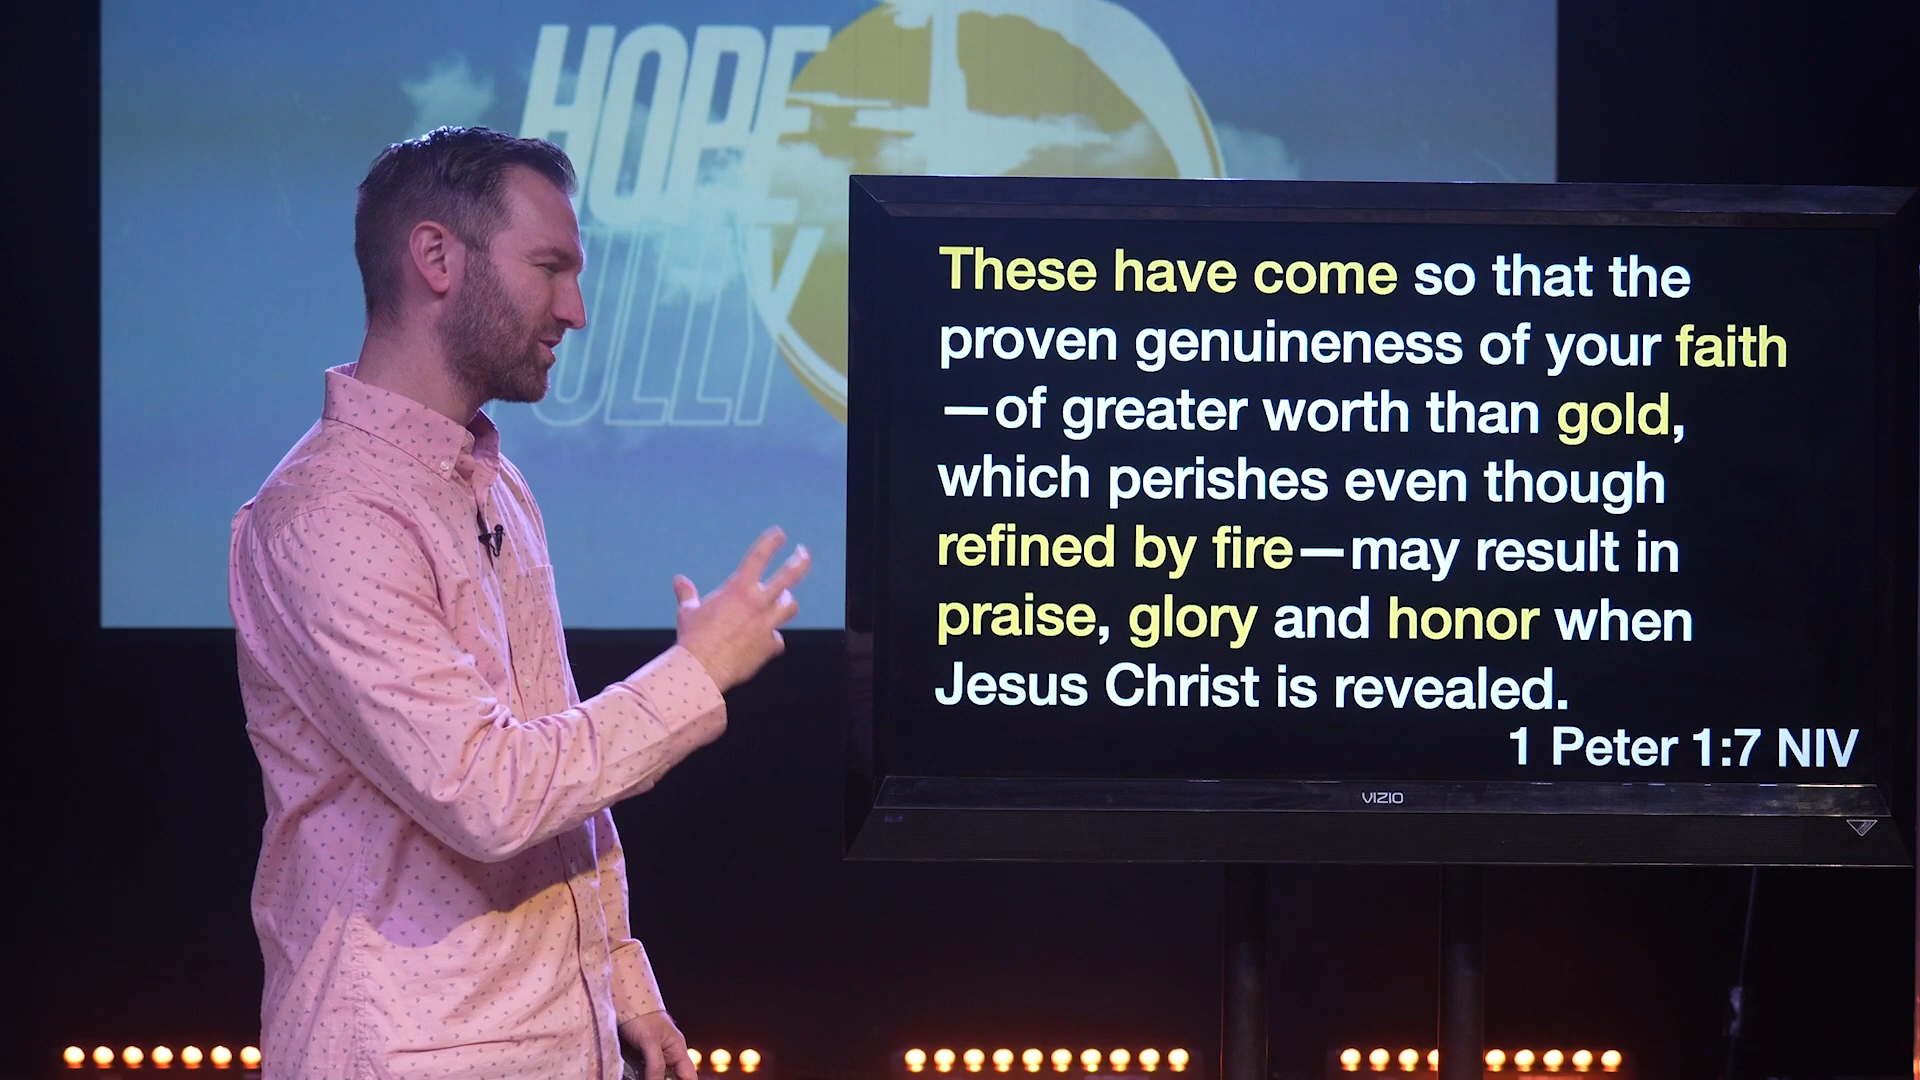 HOPE
FULLY
These have come so that the
proven genuineness of your faith
—of greater worth than gold,
which perishes even though
refined by fire—may result in
praise, glory and honor when
Jesus Christ is revealed.
1 Peter 1:7 NIV
VIZIO